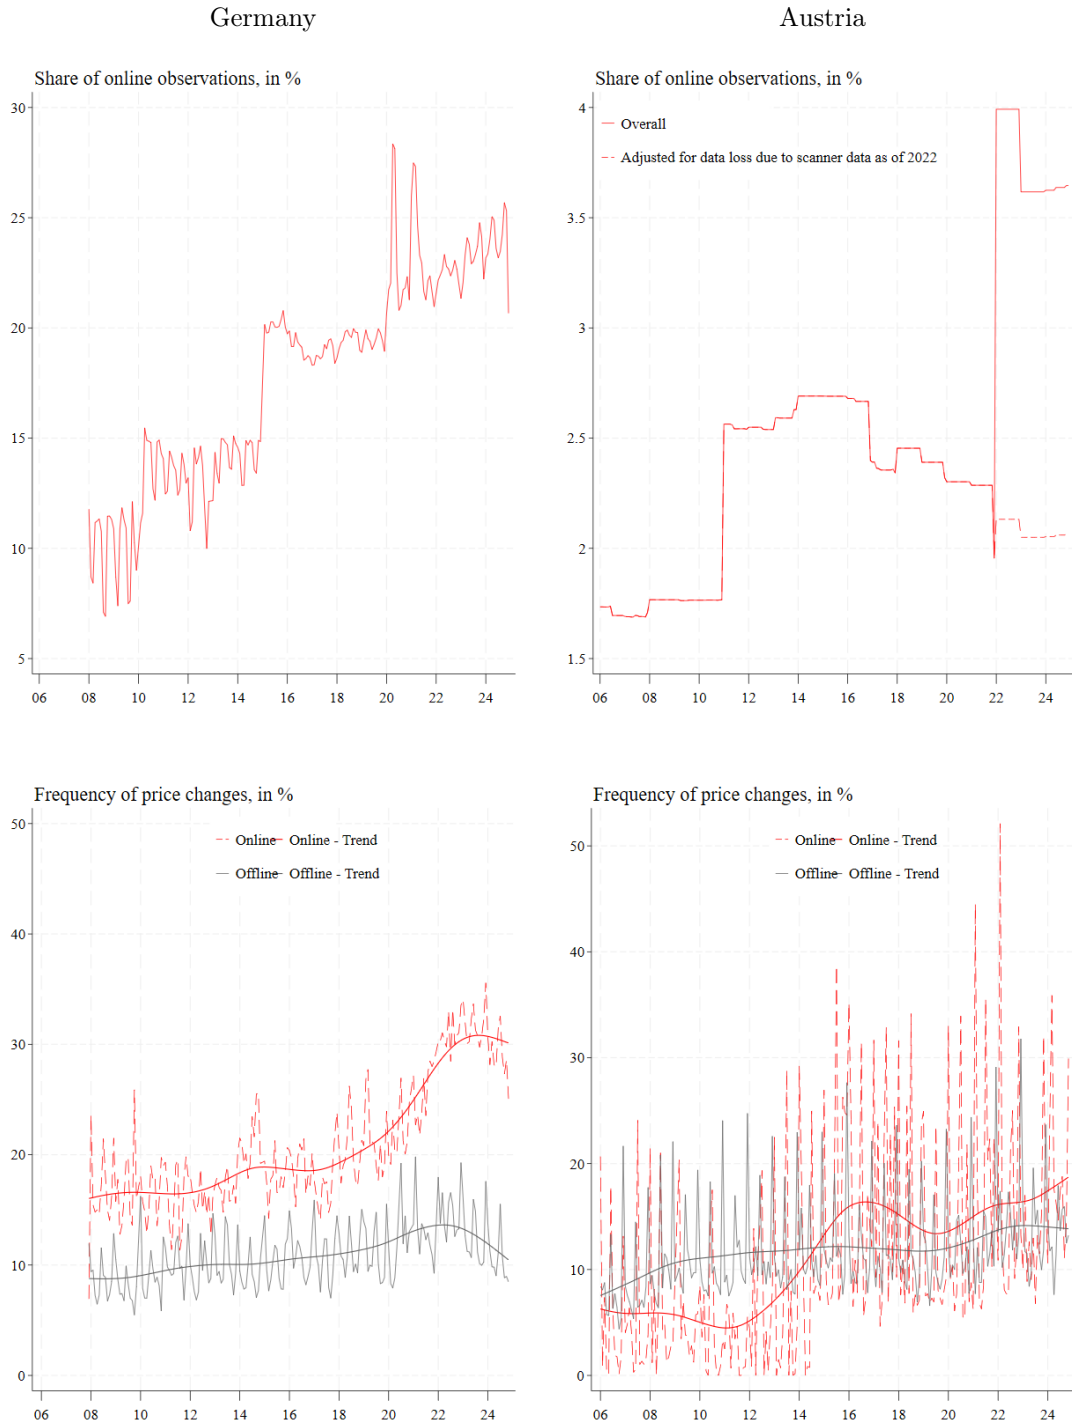 Germany
Austria
Share of online observations, in %
30
25
20
15
10
5
06 08 10 12 14 16 18 20 22 24
Share of online observations, in %
4
3.5
3
2.5
2
1.5
Overall
Adjusted for data loss due to scanner data as of 2022
06 08 10 12 14 16 18 20 22 24
Frequency of price changes, in %
50
40
30
20
10
0
Online Online - Trend
Offline Offline - Trend
06 08 10 12 14 16 18 20 22 24
Frequency of price changes, in %
50
40
30
20
10
0
Online Online - Trend
Offline Offline - Trend
06 08 10 12 14 16 18 20 22 24